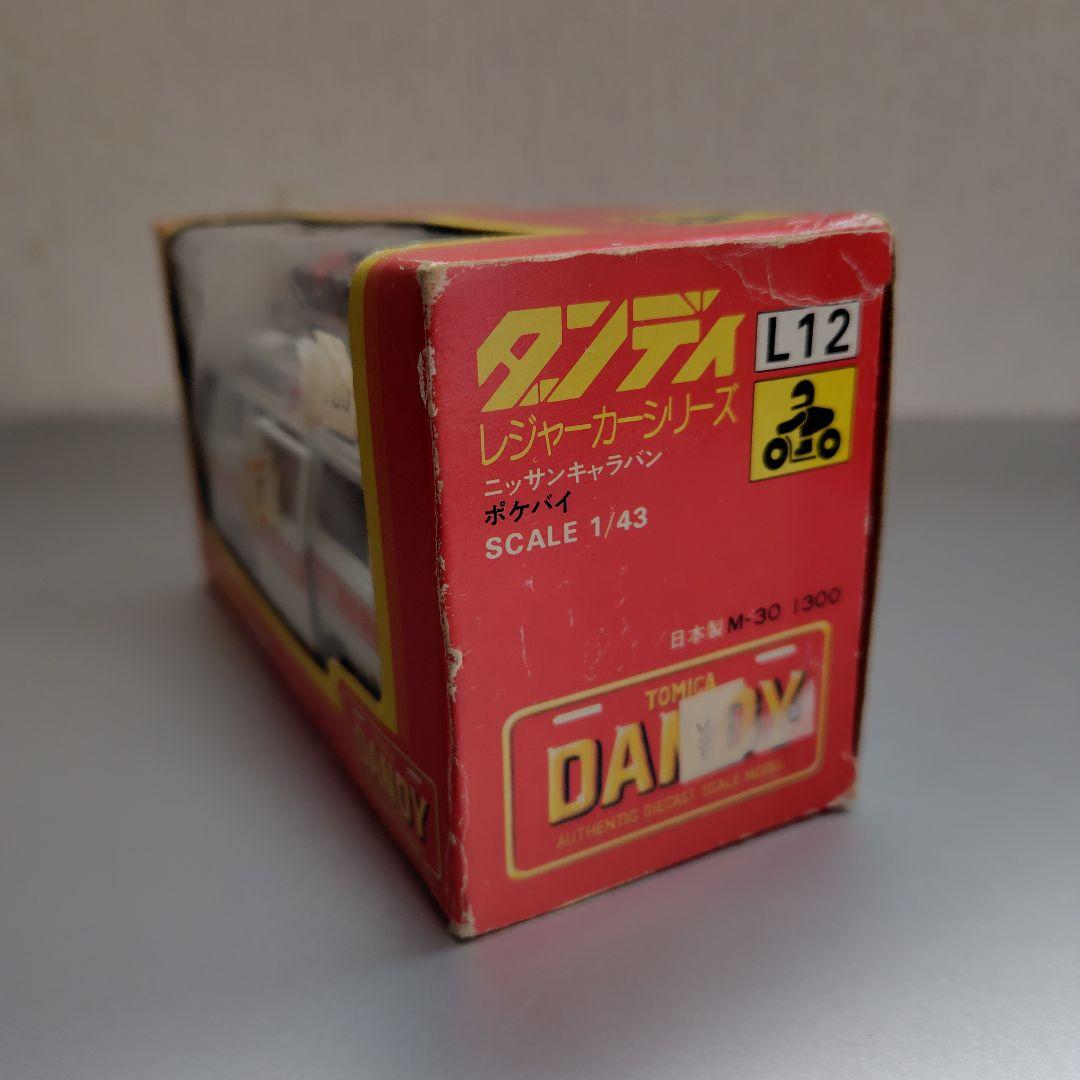 ダンディ
L12
レジャーカーシリーズ
ニッサンキャラバン
ポケバイ
SCALE 1/43
日本製 M-30 1300
TOMICA
DANDY
AUTHENTIC DIECAST SCALE MODEL
DANDY